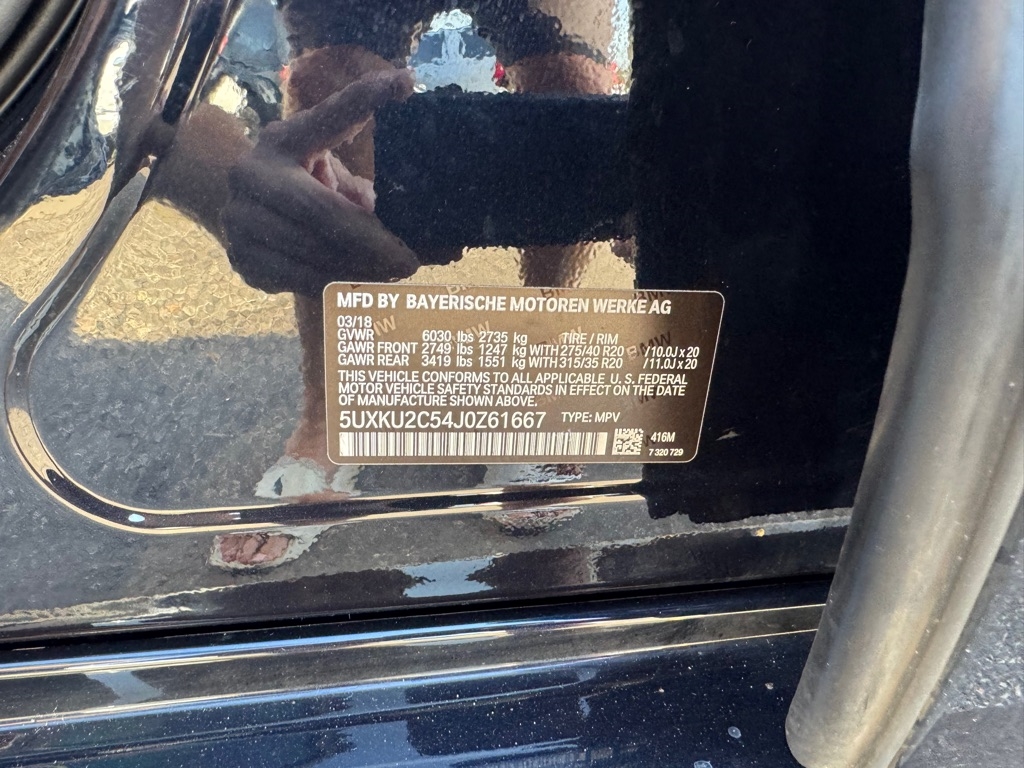 MFD BY BAYERISCHE MOTOREN WERKE AG
03/18
GVWR 6030 lbs 2735 kg TIRE / RIM
GAWR FRONT 2749 lbs 1247 kg WITH 275/40 R20 /10.0J x 20
GAWR REAR 3419 lbs 1551 kg WITH 315/35 R20 /11.0J x 20
THIS VEHICLE CONFORMS TO ALL APPLICABLE U. S. FEDERAL
MOTOR VEHICLE SAFETY STANDARDS IN EFFECT ON THE DATE
OF MANUFACTURE SHOWN ABOVE.
5UXKU2C54J0Z61667 TYPE: MPV
416M
7 320 729